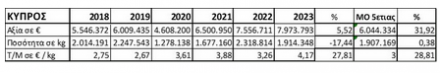 ΚΥΠΡΟΣ 2018 2019 2020 2021 2022 2023 % ΜΟ 5ετιας %
Αξία σε € 5.546.372 6.009.435 4.608.200 6.500.950 7.556.711 7.973.793 5,52 6.044.334 31,92
Ποσότητα σε kg 2.014.191 2.247.543 1.278.138 1.677.160 2.318.814 1.914.348 -17,44 1.907.169 0,38
Τ/Μ σε € / kg 2,75 2,67 3,61 3,88 3,26 4,17 27,81 3 28,81